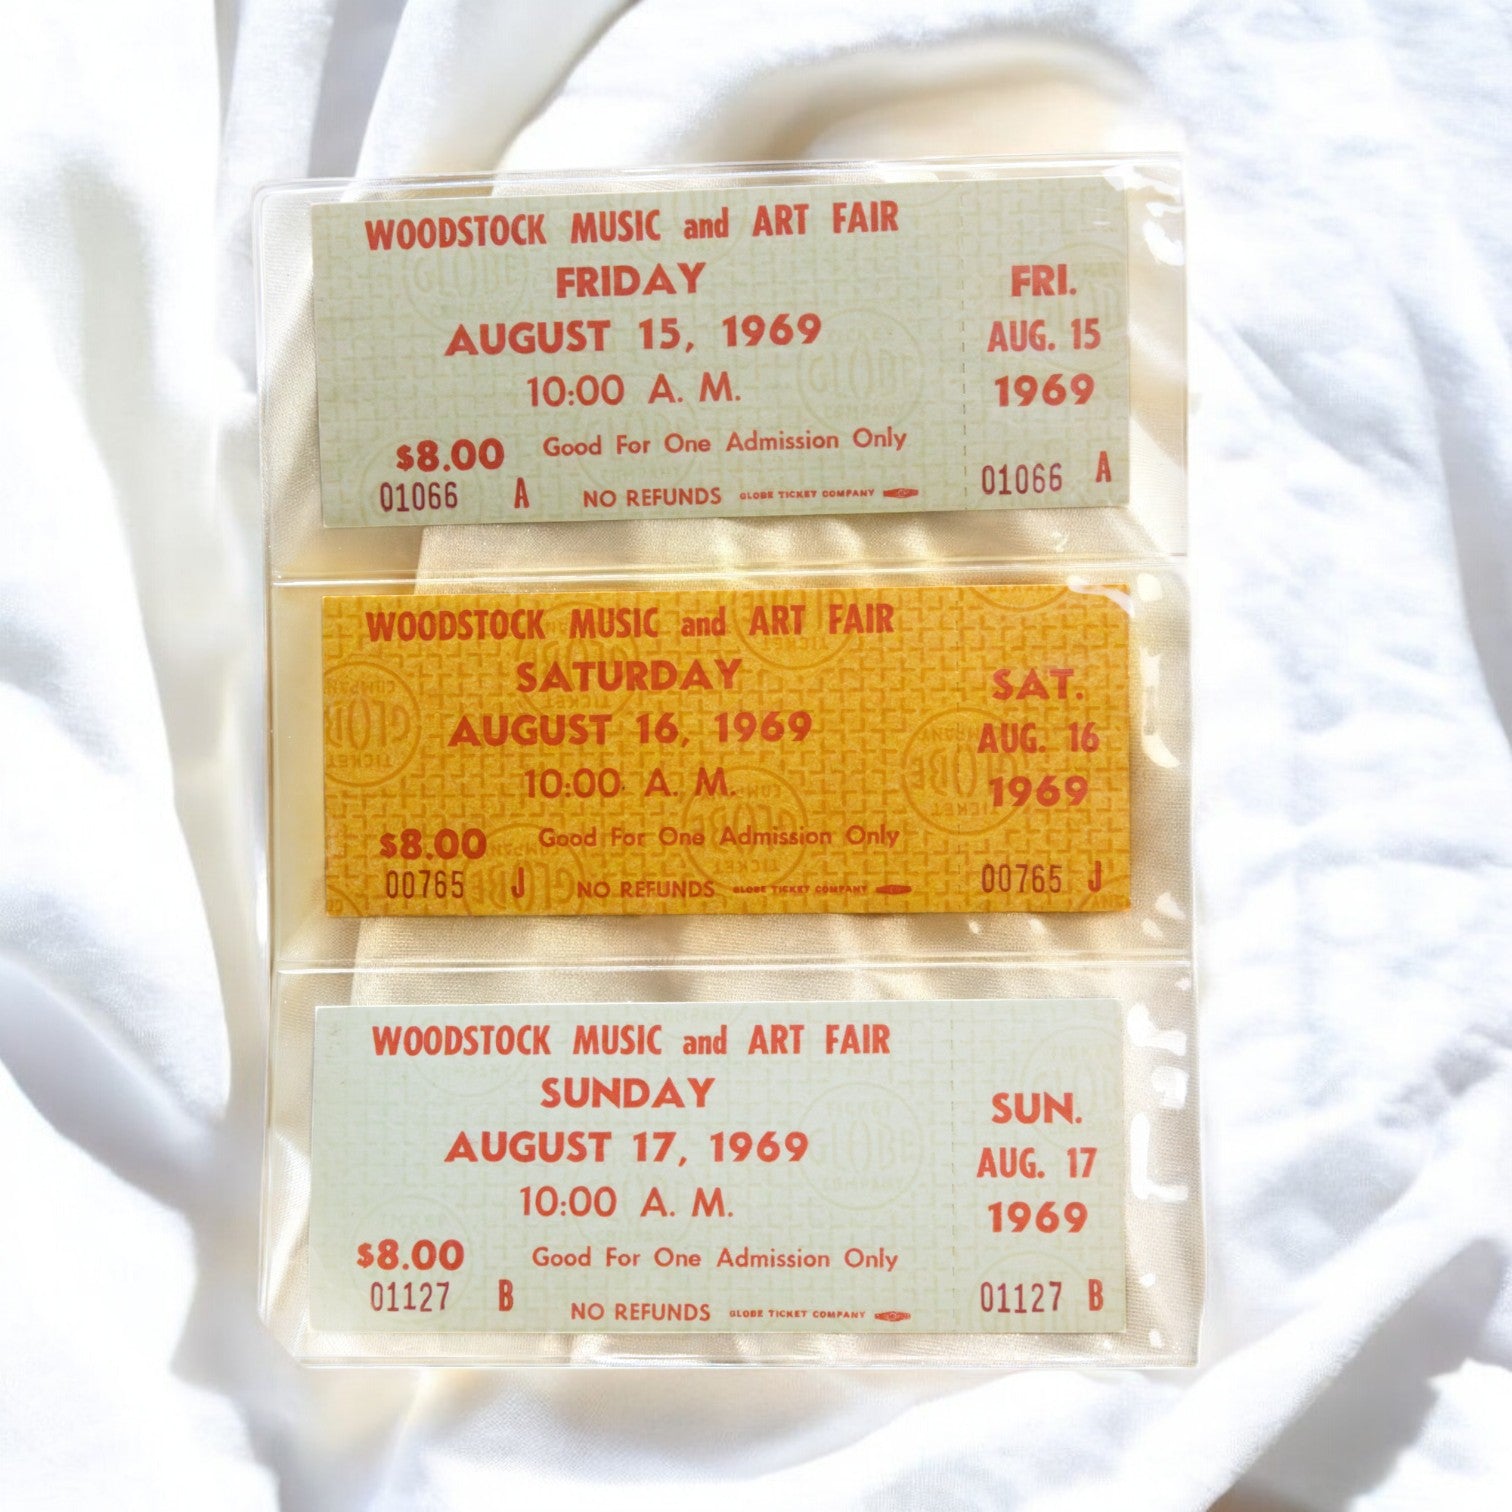 WOODSTOCK MUSIC and ART FAIR
FRIDAY
AUGUST 15, 1969
10:00 A. M.
$8.00 Good For One Admission Only
01066 A NO REFUNDS GLOBE TICKET COMPANY
FRI.
AUG. 15
1969
01066 A
WOODSTOCK MUSIC and ART FAIR
SATURDAY
AUGUST 16, 1969
10:00 A. M.
$8.00 Good For One Admission Only
00765 J NO REFUNDS GLOBE TICKET COMPANY
SAT.
AUG. 16
1969
00765 J
WOODSTOCK MUSIC and ART FAIR
SUNDAY
AUGUST 17, 1969
10:00 A. M.
$8.00 Good For One Admission Only
01127 B NO REFUNDS GLOBE TICKET COMPANY
SUN.
AUG. 17
1969
01127 B